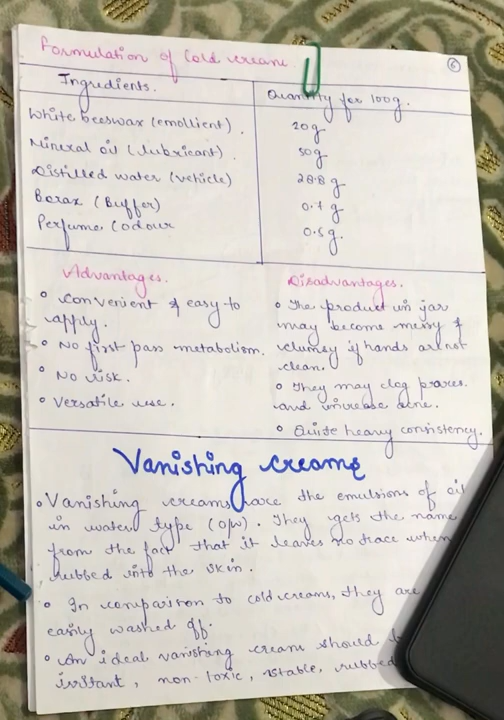 Formulation of Cold cream
6
Ingredients.
Quantity for 100g.
White beeswax (emollient).
20g
Mineral oil (lubricant).
50g
Distilled water (vehicle)
28.8 g
Borax (Buffer)
0.7 g
Perfume (odour
0.5 g.
Advantages.
convenient & easy to
apply.
No first pass metabolism.
No risk.
Versatile use.
Disadvantages.
The product in jar
may become messy &
clumsy if hands are not
clean.
They may clog pores.
and increase acne.
Quite heavy consistency.
Vanishing creams
Vanishing creams are the emulsions of oil
in water type (o/w). They gets the name
from the fact that it leaves no trace when
rubbed into the skin.
In comparison to cold creams, they are
easily washed off.
An ideal vanishing cream should
irritant, non-toxic, stable, rubbed